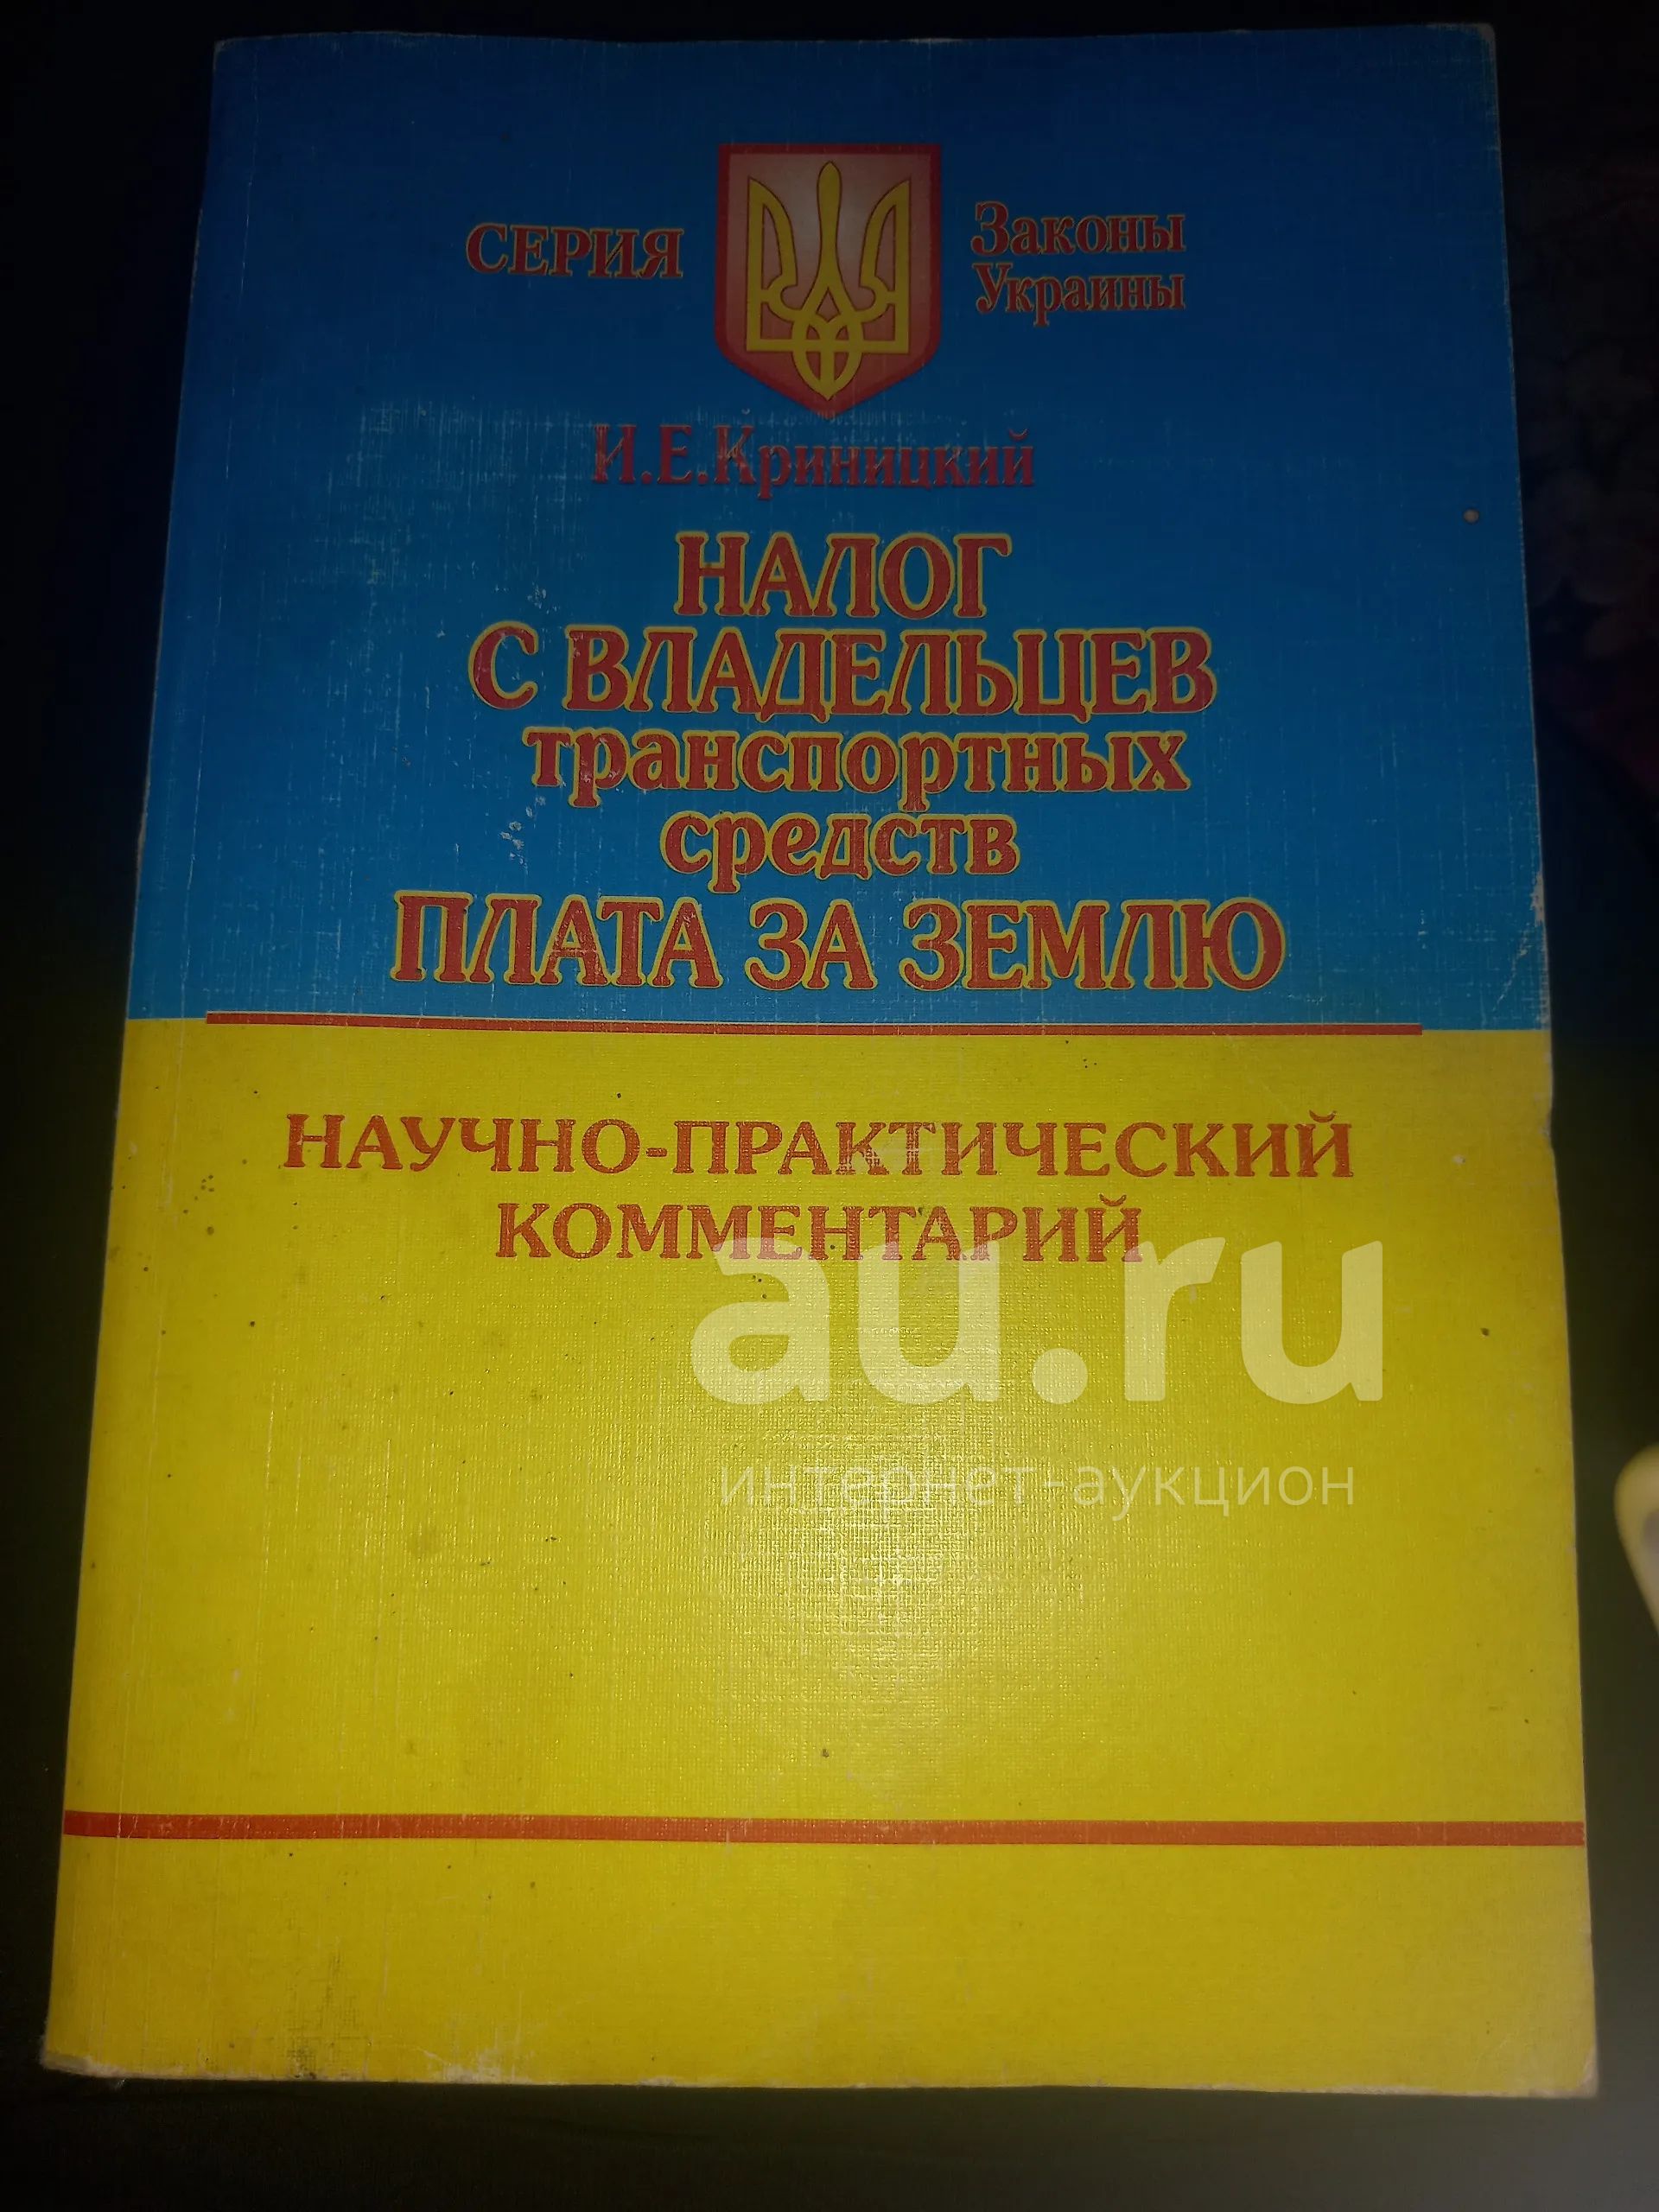 СЕРИЯ
Законы
Украины
И.Е.Криницкий
НАЛОГ
С ВЛАДЕЛЬЦЕВ
транспортных
средств
ПЛАТА ЗА ЗЕМЛЮ
НАУЧНО-ПРАКТИЧЕСКИЙ
КОММЕНТАРИЙ
au.ru
интернет-аукцион